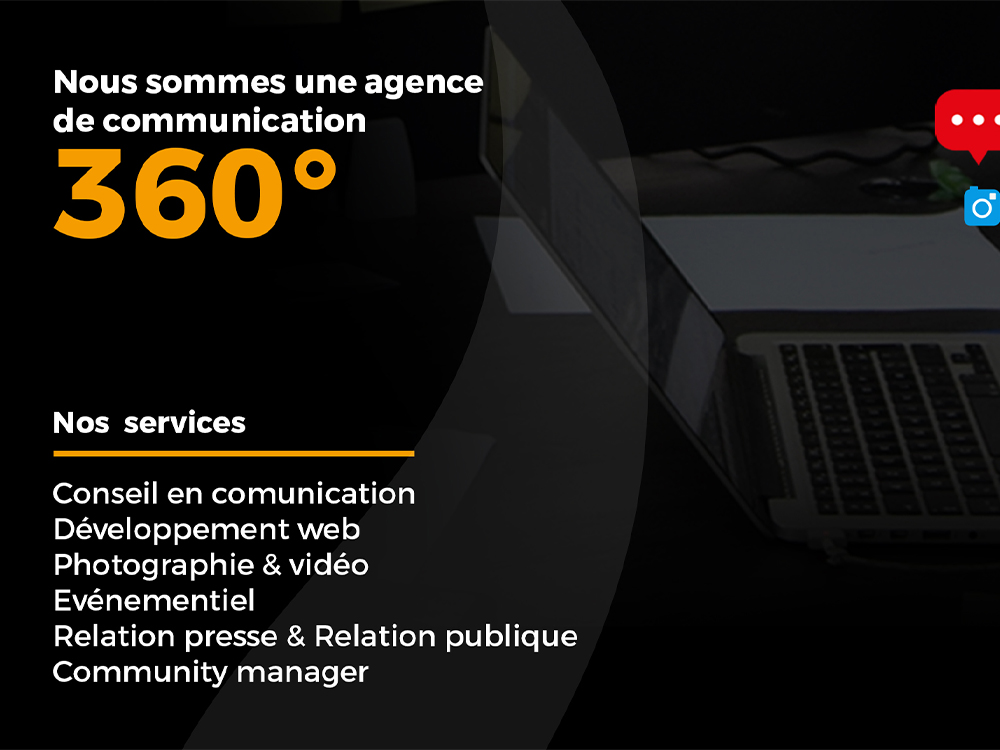 Nous sommes une agence
de communication
360°
Nos services
Conseil en comunication
Développement web
Photographie & vidéo
Evénementiel
Relation presse & Relation publique
Community manager